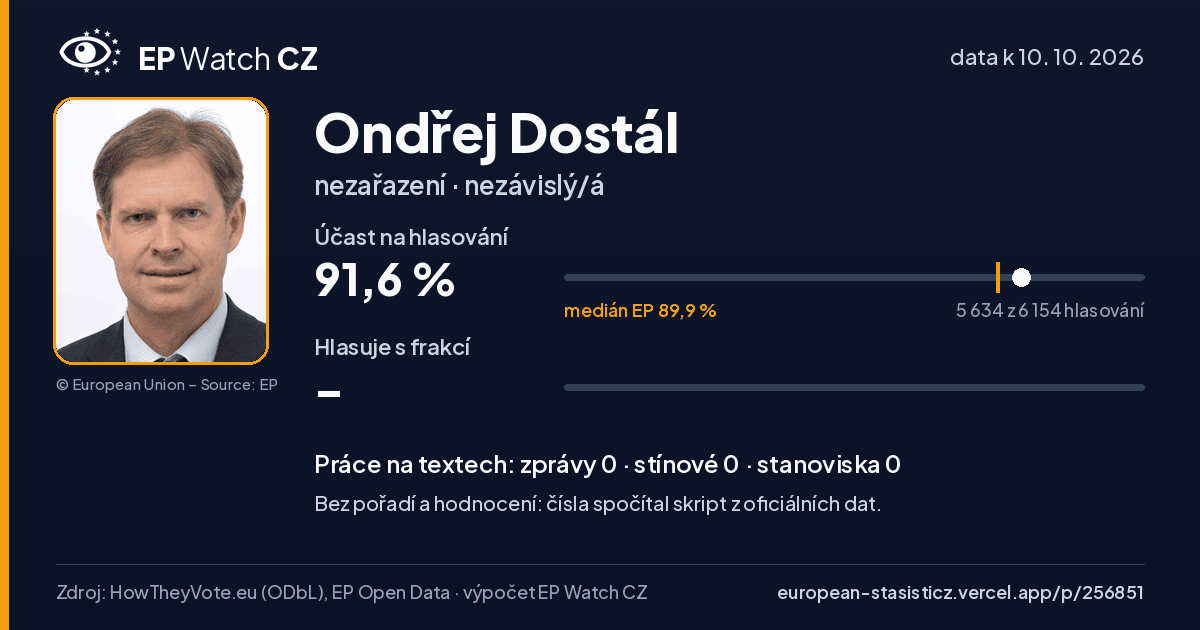 EP Watch CZ
data k 10. 10. 2026
Ondřej Dostál
nezařazení · nezávislý/á
Účast na hlasování
91,6 %
medián EP 89,9 %
5 634 z 6 154 hlasování
Hlasuje s frakcí
–
© European Union – Source: EP
Práce na textech: zprávy 0 · stínové 0 · stanoviska 0
Bez pořadí a hodnocení: čísla spočítal skript z oficiálních dat.
Zdroj: HowTheyVote.eu (ODbL), EP Open Data · výpočet EP Watch CZ
european-stasisticz.vercel.app/p/256851